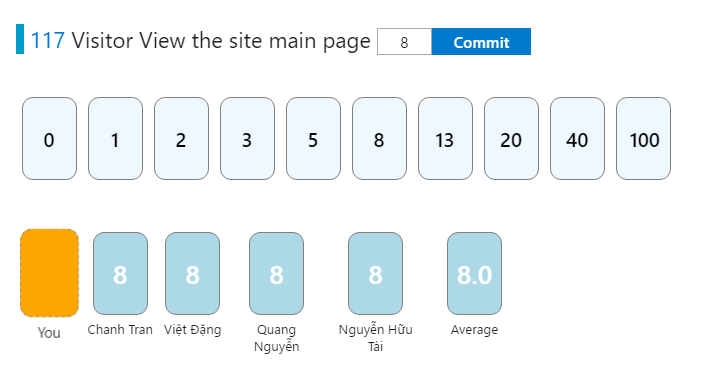 117 Visitor View the site main page 8 Commit
0 1 2 3 5 8 13 20 40 100
8 8 8 8 8.0
You Chanh Tran Việt Đặng Quang Nguyễn Nguyễn Hữu Tài Average